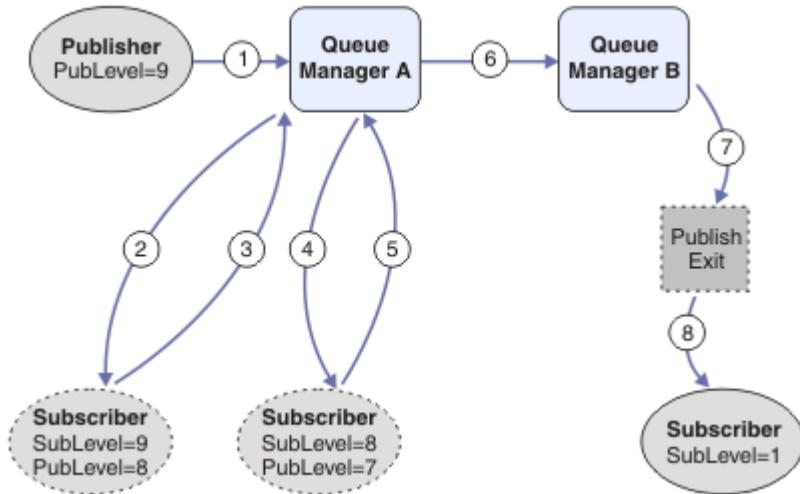 Publisher
PubLevel=9
1
Queue
Manager A
6
Queue
Manager B
7
2
3
4
5
Publish
Exit
8
Subscriber
SubLevel=9
PubLevel=8
Subscriber
SubLevel=8
PubLevel=7
Subscriber
SubLevel=1